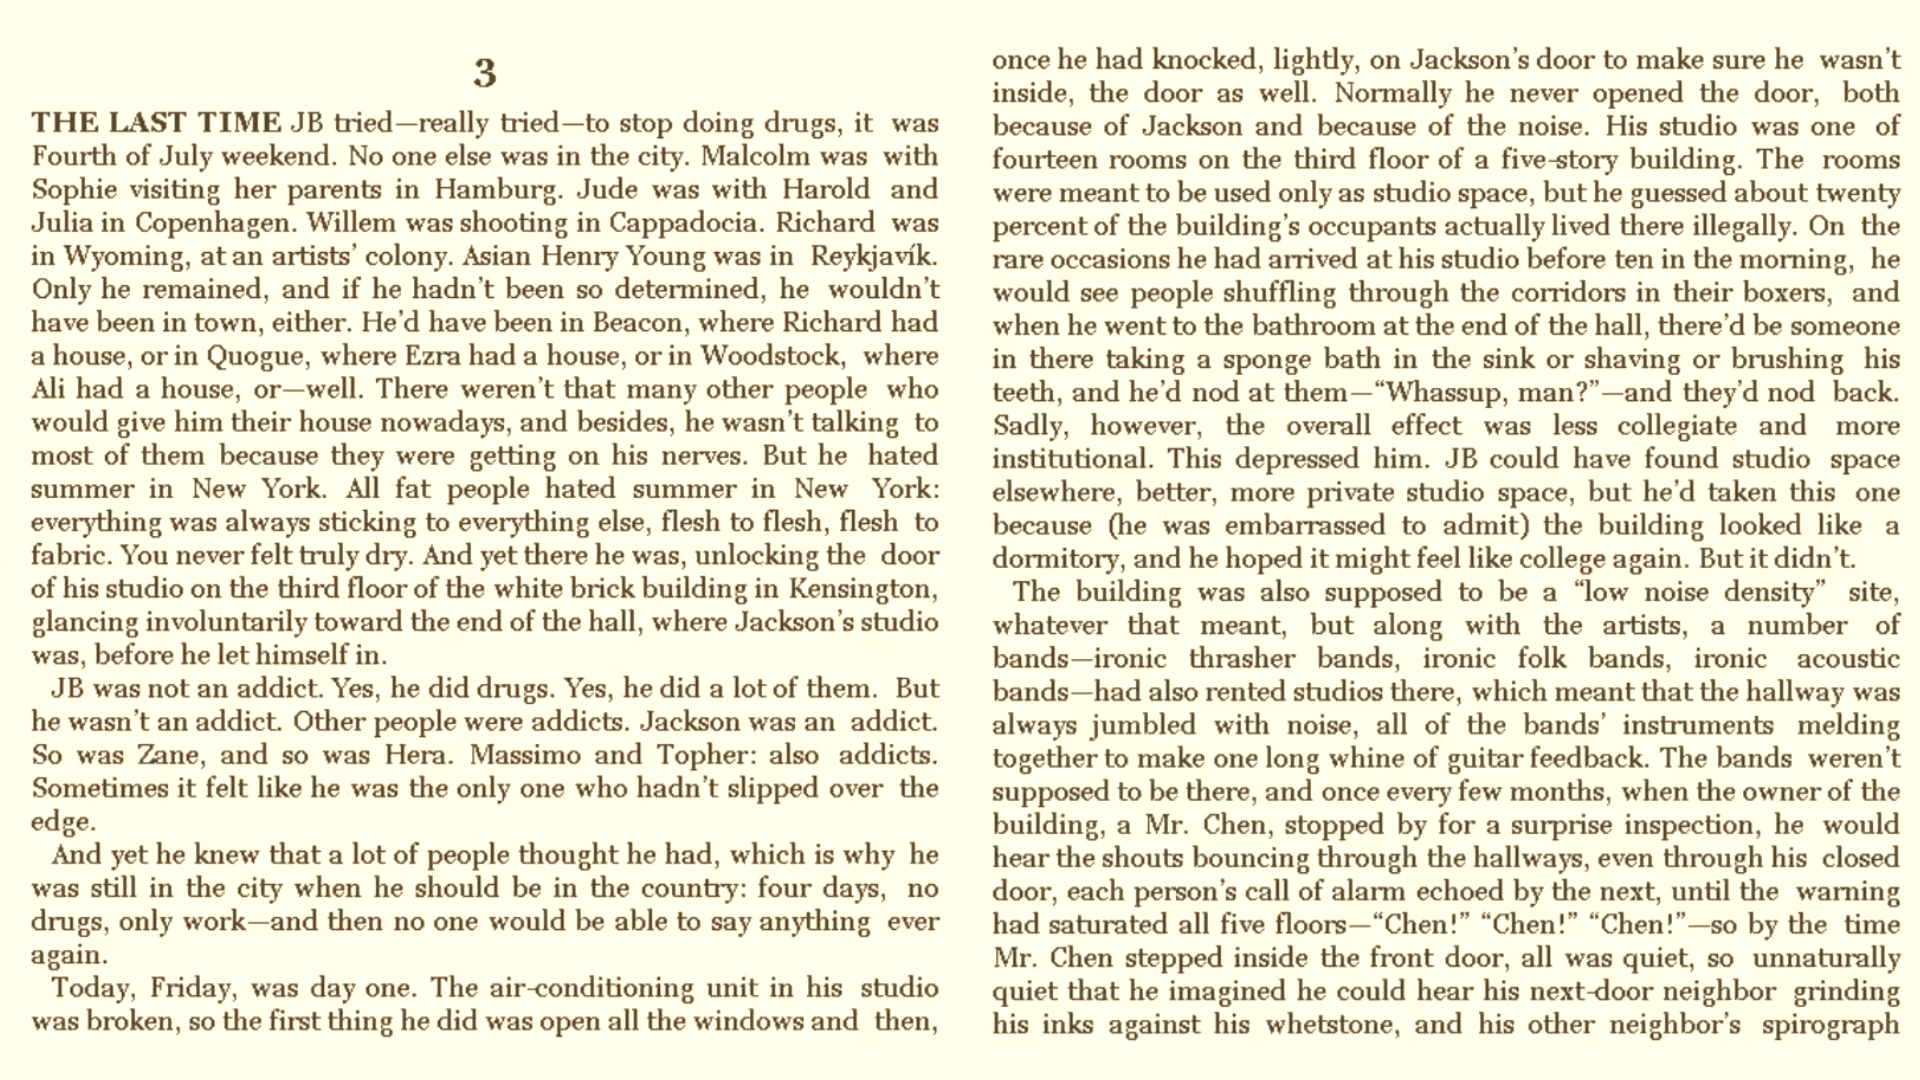 3
THE LAST TIME JB tried—really tried—to stop doing drugs, it was
Fourth of July weekend. No one else was in the city. Malcolm was with
Sophie visiting her parents in Hamburg. Jude was with Harold and
Julia in Copenhagen. Willem was shooting in Cappadocia. Richard was
in Wyoming, at an artists’ colony. Asian Henry Young was in Reykjavík.
Only he remained, and if he hadn’t been so determined, he wouldn’t
have been in town, either. He’d have been in Beacon, where Richard had
a house, or in Quogue, where Ezra had a house, or in Woodstock, where
Ali had a house, or—well. There weren’t that many other people who
would give him their house nowadays, and besides, he wasn’t talking to
most of them because they were getting on his nerves. But he hated
summer in New York. All fat people hated summer in New York:
everything was always sticking to everything else, flesh to flesh, flesh to
fabric. You never felt truly dry. And yet there he was, unlocking the door
of his studio on the third floor of the white brick building in Kensington,
glancing involuntarily toward the end of the hall, where Jackson’s studio
was, before he let himself in.
JB was not an addict. Yes, he did drugs. Yes, he did a lot of them. But
he wasn’t an addict. Other people were addicts. Jackson was an addict.
So was Zane, and so was Hera. Massimo and Topher: also addicts.
Sometimes it felt like he was the only one who hadn’t slipped over the
edge.
And yet he knew that a lot of people thought he had, which is why he
was still in the city when he should be in the country: four days, no
drugs, only work—and then no one would be able to say anything ever
again.
Today, Friday, was day one. The air-conditioning unit in his studio
was broken, so the first thing he did was open all the windows and then,
once he had knocked, lightly, on Jackson’s door to make sure he wasn’t
inside, the door as well. Normally he never opened the door, both
because of Jackson and because of the noise. His studio was one of
fourteen rooms on the third floor of a five-story building. The rooms
were meant to be used only as studio space, but he guessed about twenty
percent of the building’s occupants actually lived there illegally. On the
rare occasions he had arrived at his studio before ten in the morning, he
would see people shuffling through the corridors in their boxers, and
when he went to the bathroom at the end of the hall, there’d be someone
in there taking a sponge bath in the sink or shaving or brushing his
teeth, and he’d nod at them—“Whassup, man?”—and they’d nod back.
Sadly, however, the overall effect was less collegiate and more
institutional. This depressed him. JB could have found studio space
elsewhere, better, more private studio space, but he’d taken this one
because (he was embarrassed to admit) the building looked like a
dormitory, and he hoped it might feel like college again. But it didn’t.
The building was also supposed to be a “low noise density” site,
whatever that meant, but along with the artists, a number of
bands—ironic thrasher bands, ironic folk bands, ironic acoustic
bands—had also rented studios there, which meant that the hallway was
always jumbled with noise, all of the bands’ instruments melding
together to make one long whine of guitar feedback. The bands weren’t
supposed to be there, and once every few months, when the owner of the
building, a Mr. Chen, stopped by for a surprise inspection, he would
hear the shouts bouncing through the hallways, even through his closed
door, each person’s call of alarm echoed by the next, until the warning
had saturated all five floors—“Chen!” “Chen!” “Chen!”—so by the time
Mr. Chen stepped inside the front door, all was quiet, so unnaturally
quiet that he imagined he could hear his next-door neighbor grinding
his inks against his whetstone, and his other neighbor’s spirograph